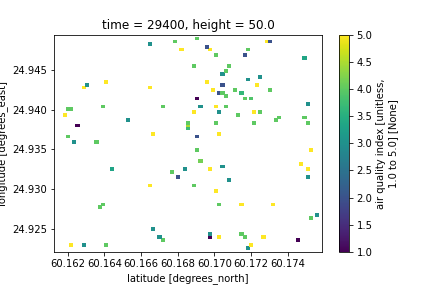 time = 29400, height = 50.0
24.945
24.940
24.935
24.930
24.925
longitude [degrees_east]
60.162 60.164 60.166 60.168 60.170 60.172 60.174
latitude [degrees_north]
5.0
4.5
4.0
3.5
3.0
2.5
2.0
1.5
1.0
air quality index [unitless,
1.0 to 5.0] [None]